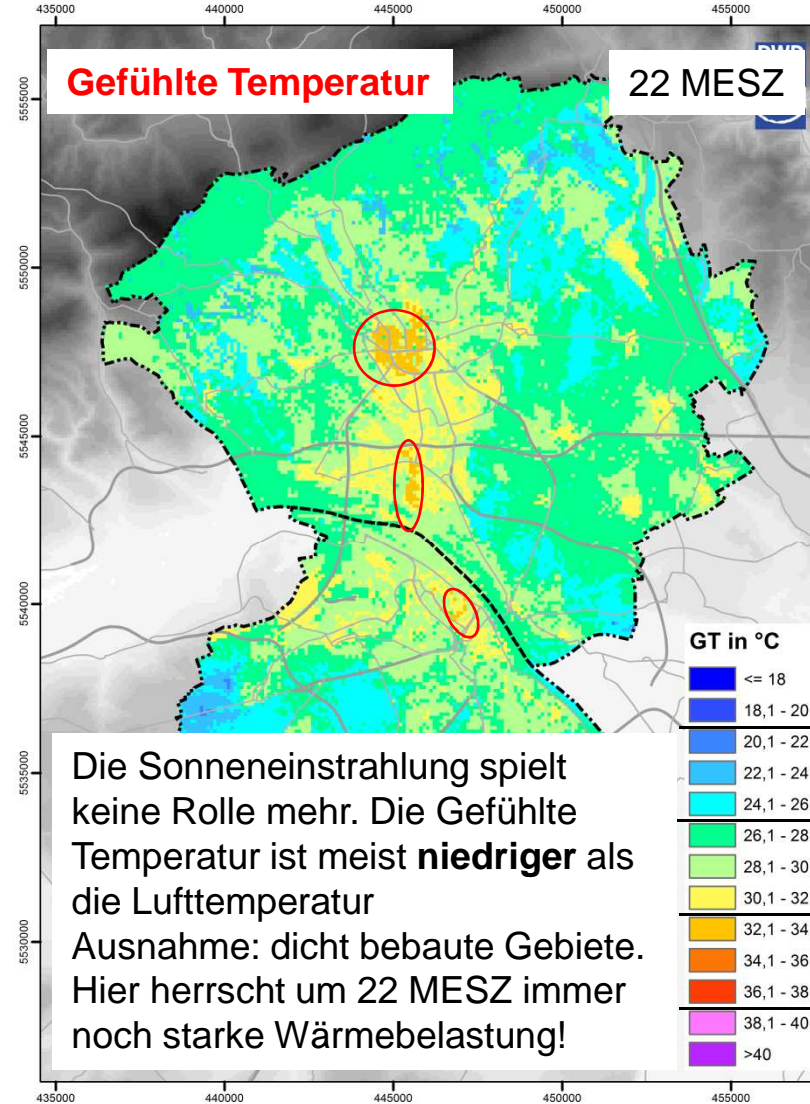 435000 440000 445000 450000 455000
Gefühlte Temperatur
22 MESZ
DWD
5555000
5550000
5545000
5540000
5535000
5530000
GT in °C
<= 18
18,1 - 20
20,1 - 22
22,1 - 24
24,1 - 26
26,1 - 28
28,1 - 30
30,1 - 32
32,1 - 34
34,1 - 36
36,1 - 38
38,1 - 40
>40
Die Sonneneinstrahlung spielt
keine Rolle mehr. Die Gefühlte
Temperatur ist meist niedriger als
die Lufttemperatur
Ausnahme: dicht bebaute Gebiete.
Hier herrscht um 22 MESZ immer
noch starke Wärmebelastung!
435000 440000 445000 450000 455000